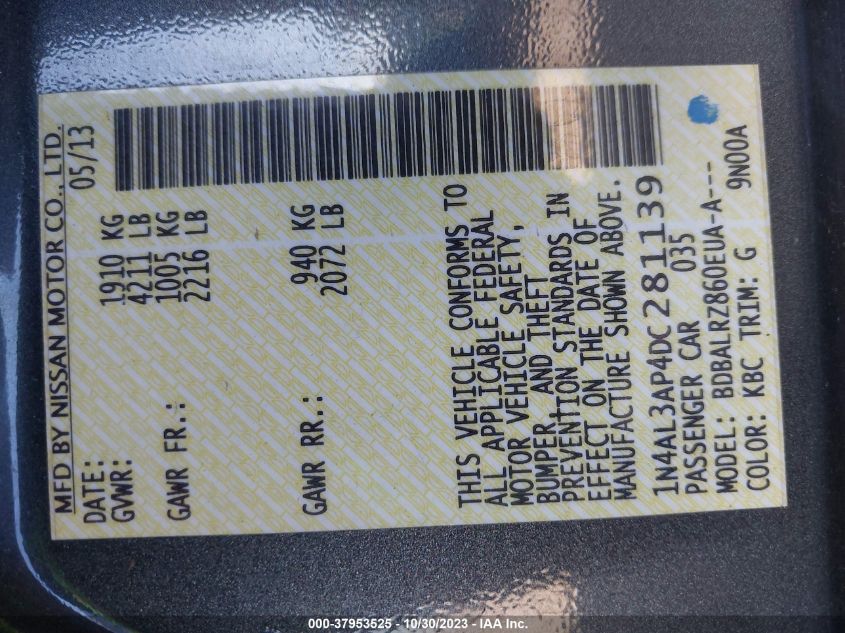 MFD BY NISSAN MOTOR CO., LTD.
DATE: 05/13
GVWR: 1910 KG
4211 LB
GAWR FR.: 1005 KG
2216 LB
GAWR RR.: 940 KG
2072 LB
THIS VEHICLE CONFORMS TO
ALL APPLICABLE FEDERAL
MOTOR VEHICLE SAFETY,
BUMPER, AND THEFT
PREVENTION STANDARDS IN
EFFECT ON THE DATE OF
MANUFACTURE SHOWN ABOVE.
1N4AL3AP4DC281139
PASSENGER CAR 035
MODEL: BDBALRZ860EUA-A---
COLOR: KBC TRIM: G 9N00A
000-37953525 - 10/30/2023 - IAA Inc.